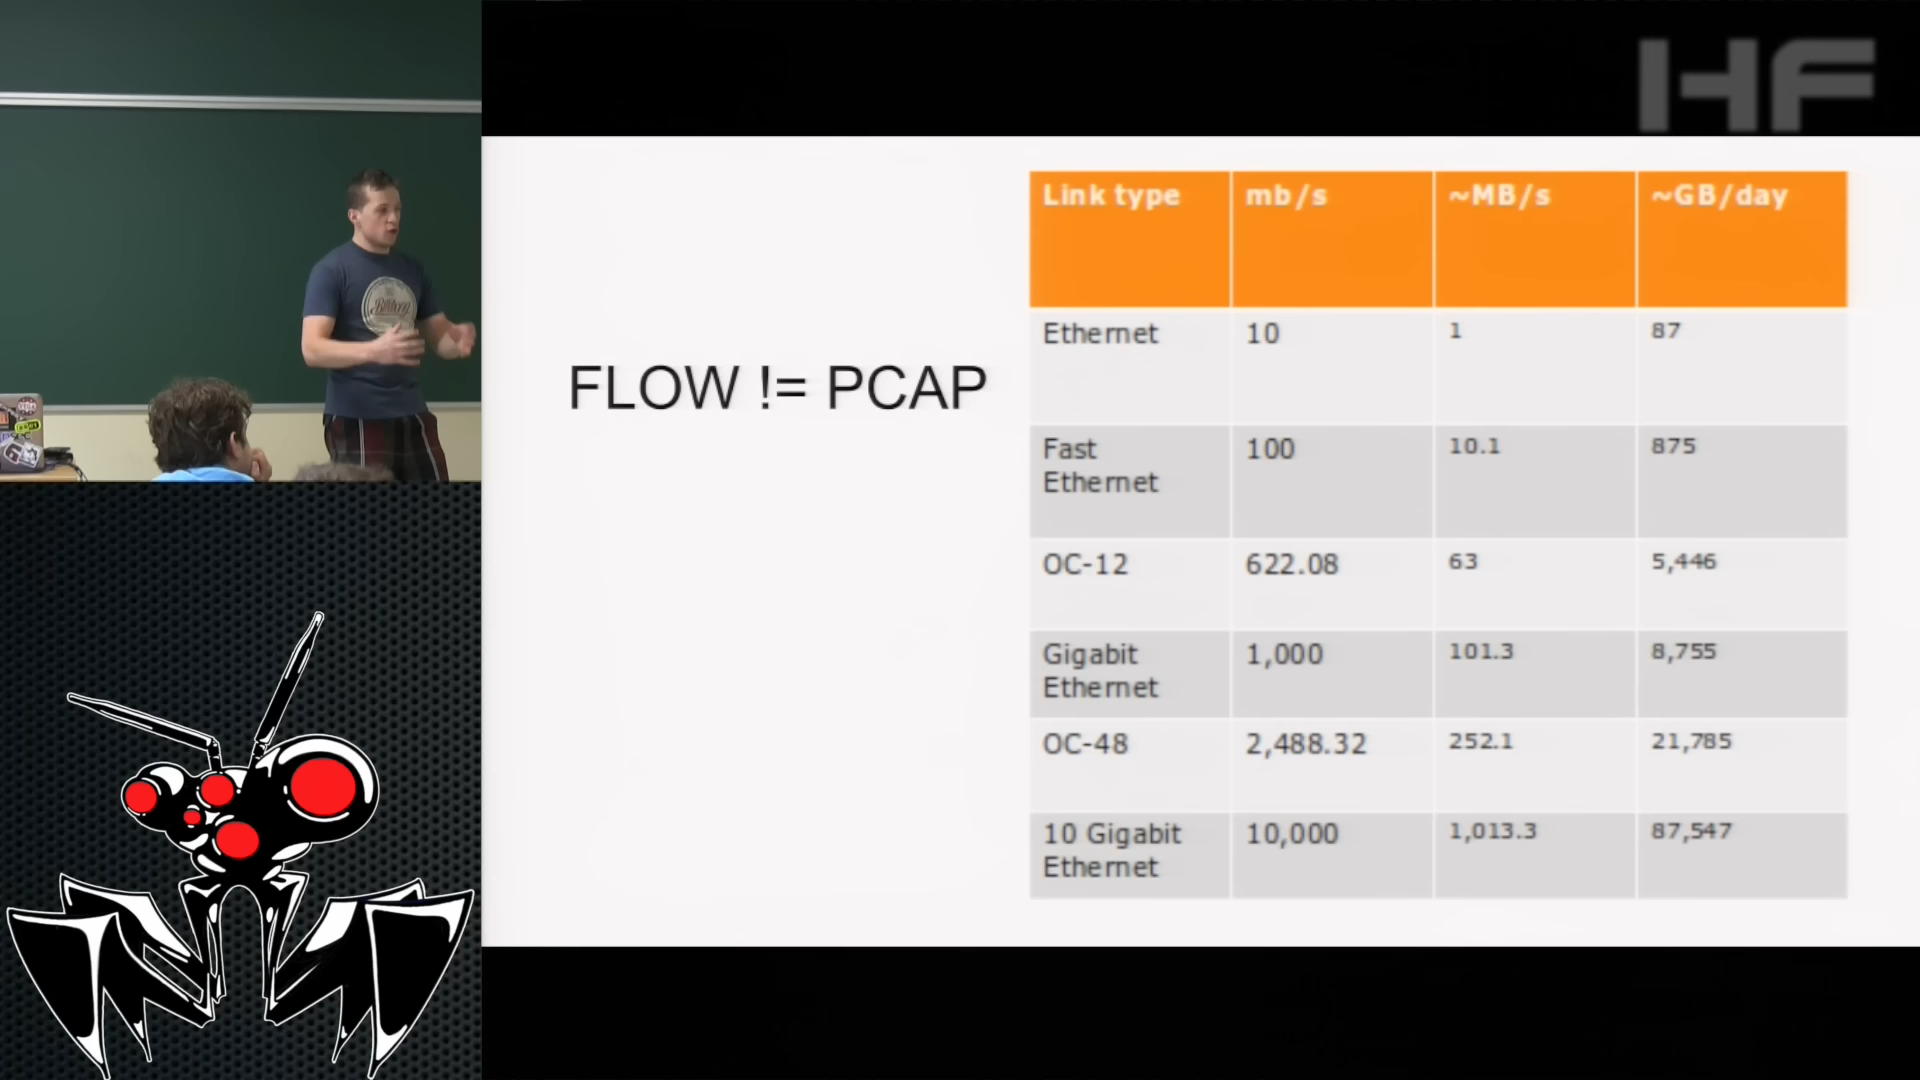 HF
FLOW != PCAP
Link type mb/s ~MB/s ~GB/day
Ethernet 10 1 87
Fast Ethernet 100 10.1 875
OC-12 622.08 63 5,446
Gigabit Ethernet 1,000 101.3 8,755
OC-48 2,488.32 252.1 21,785
10 Gigabit Ethernet 10,000 1,013.3 87,547